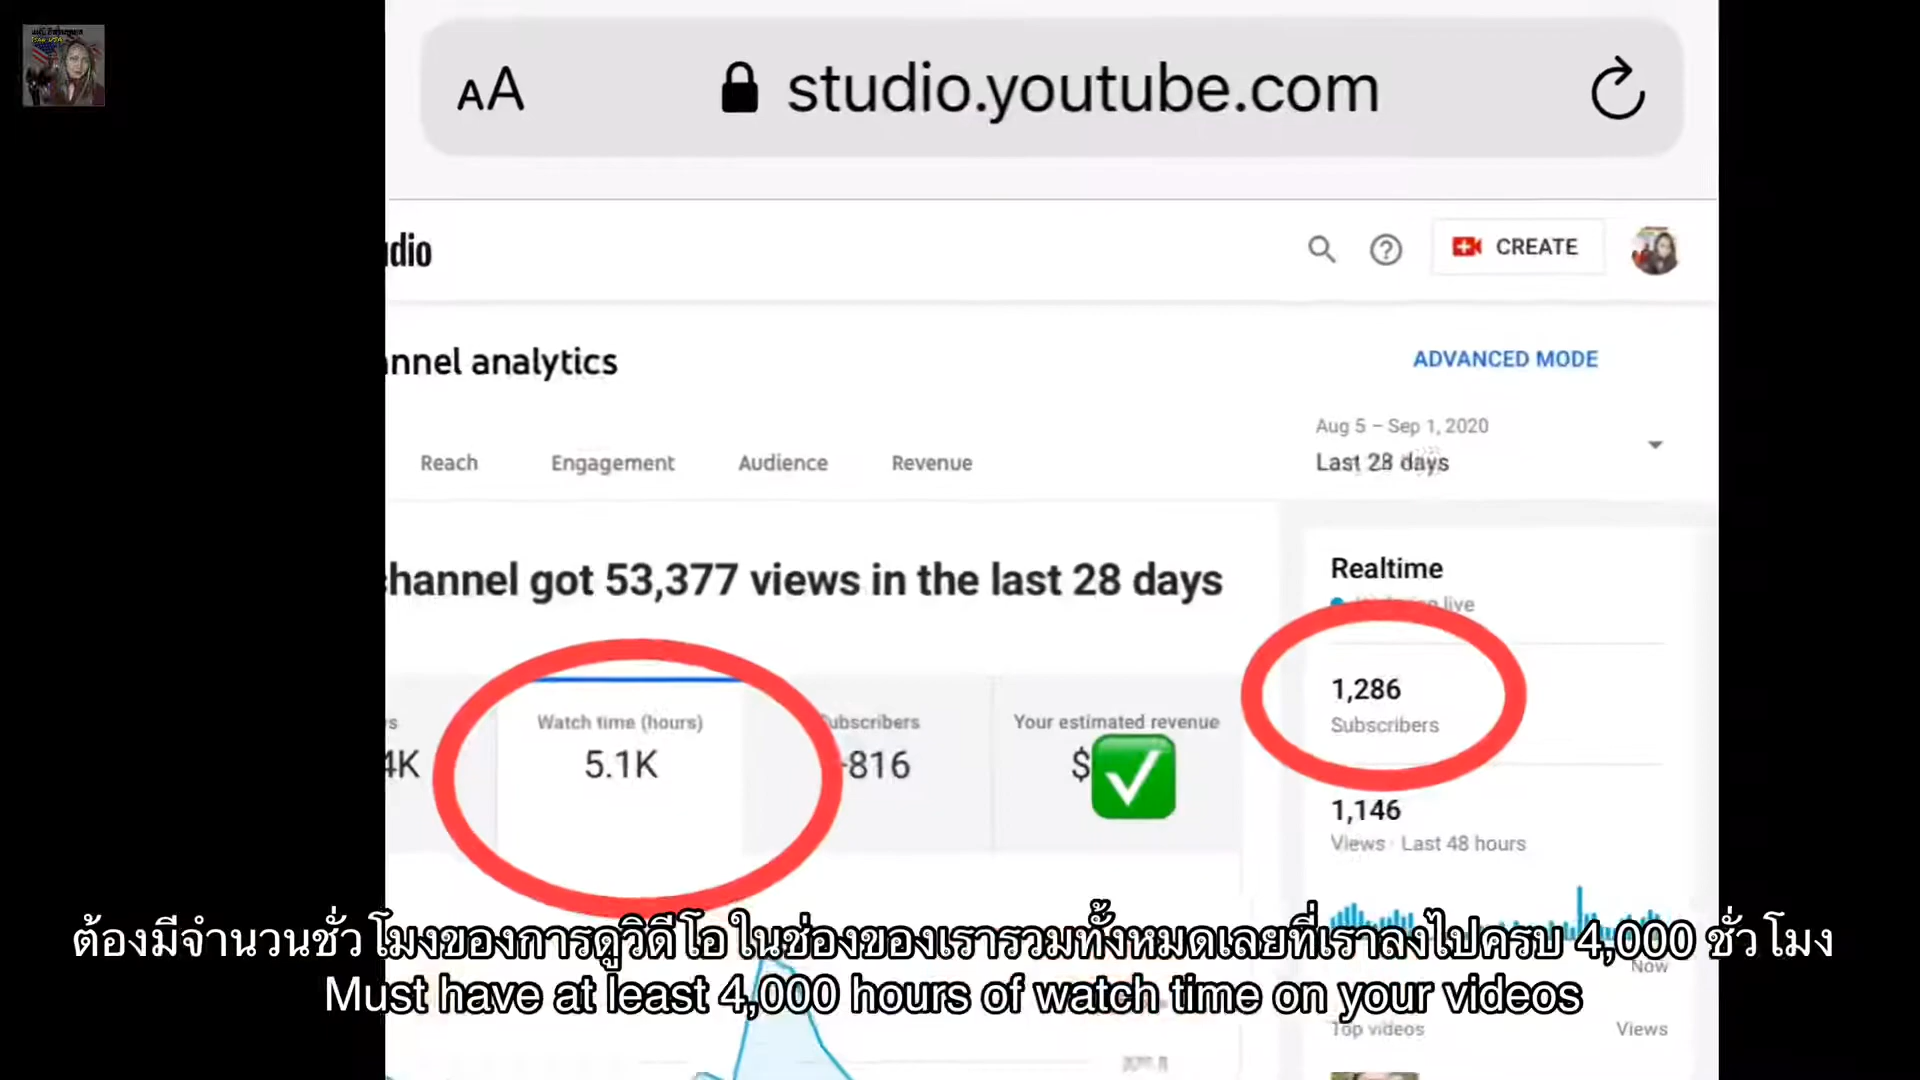 AA studio.youtube.com
dio
CREATE
nnel analytics
ADVANCED MODE
Aug 5 – Sep 1, 2020
Last 28 days
Reach Engagement Audience Revenue
hannel got 53,377 views in the last 28 days
Realtime
live
Watch time (hours)
5.1K
4K
ubscribers
816
Your estimated revenue
$
1,286
Subscribers
1,146
Views · Last 48 hours
ต้องมีจำนวนชั่วโมงของการดูวิดีโอในช่องของเรารวมทั้งหมดเลยที่เราลงไปครบ 4,000 ชั่วโมง
Now
Must have at least 4,000 hours of watch time on your videos
Top videos Views